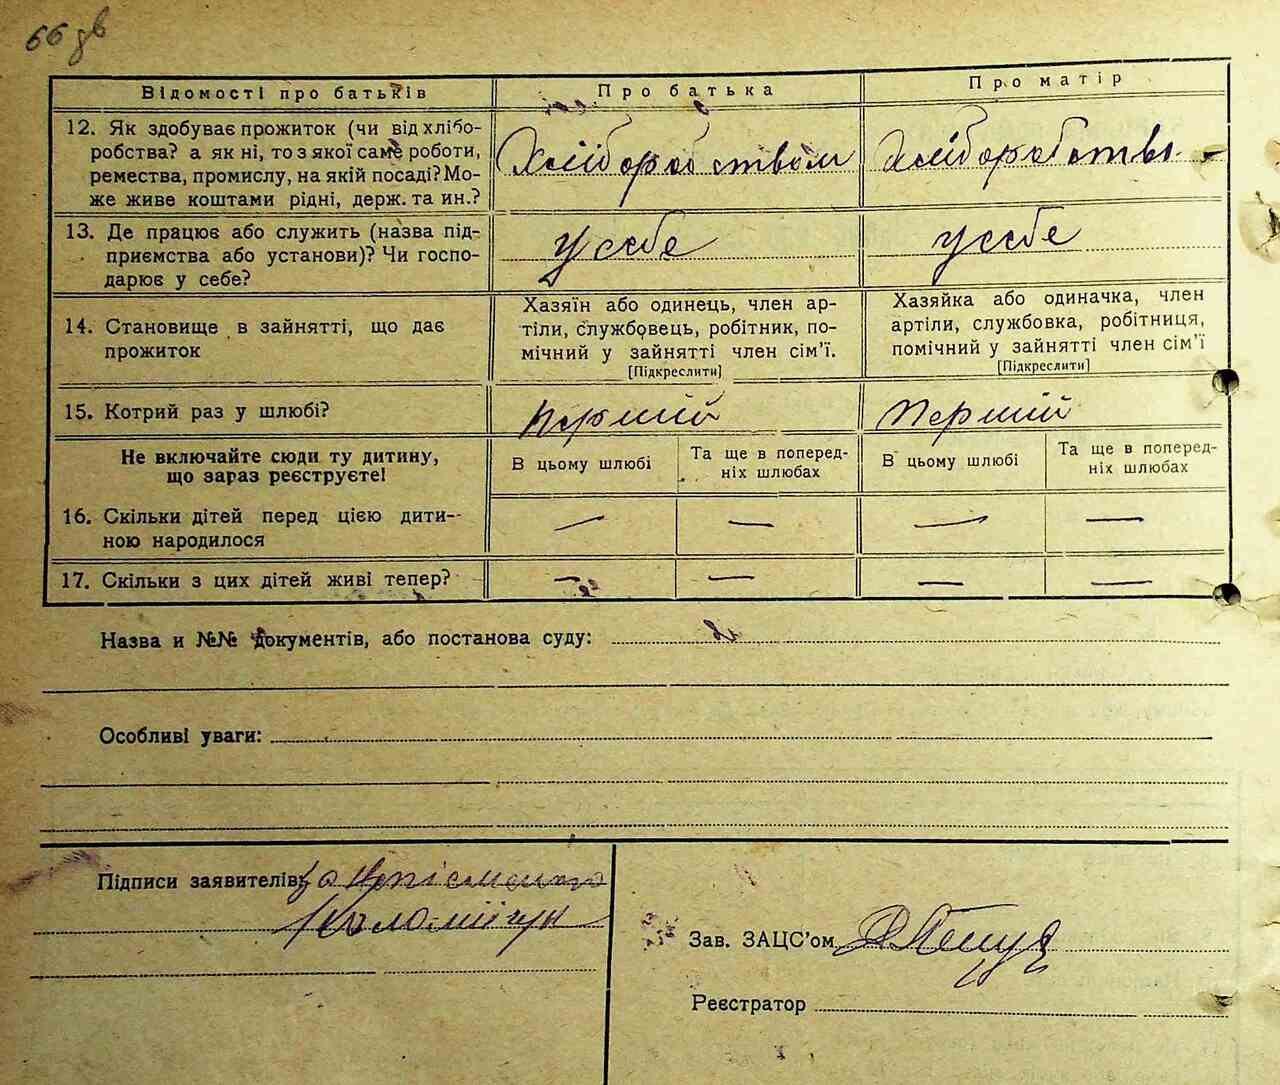 66 зв
Відомості про батьків
Про батька
Про матір
12. Як здобуває прожиток (чи від хлібо-
робства? а як ні, то з якої саме роботи,
ремества, промислу, на якій посаді? Мо-
же живе коштами рідні, держ. та ин.?
Хліборобством
Хліборобство
13. Де працює або служить (назва під-
приємства або установи)? Чи госпо-
дарює у себе?
у себе
у себе
14. Становище в зайнятті, що дає
прожиток
Хазяїн або одинець, член ар-
тіли, службовець, робітник, по-
мічний у зайнятті член сім'ї.
[Підкреслити]
Хазяйка або одиначка, член
артіли, службовка, робітниця,
помічний у зайнятті член сім'ї
[Підкреслити]
15. Котрий раз у шлюбі?
перший
перший
Не включайте сюди ту дитину,
що зараз реєструєте!
В цьому шлюбі
Та ще в поперед-
ніх шлюбах
В цьому шлюбі
Та ще в поперед-
ніх шлюбах
16. Скільки дітей перед цією дити-
ною народилося
— — — —
17. Скільки з цих дітей живі тепер?
— — — —
Назва и №№ документів, або постанова суду:
Особливі уваги:
Підписи заявителів
Коломійця
Зав. ЗАЦС'ом
Реєстратор